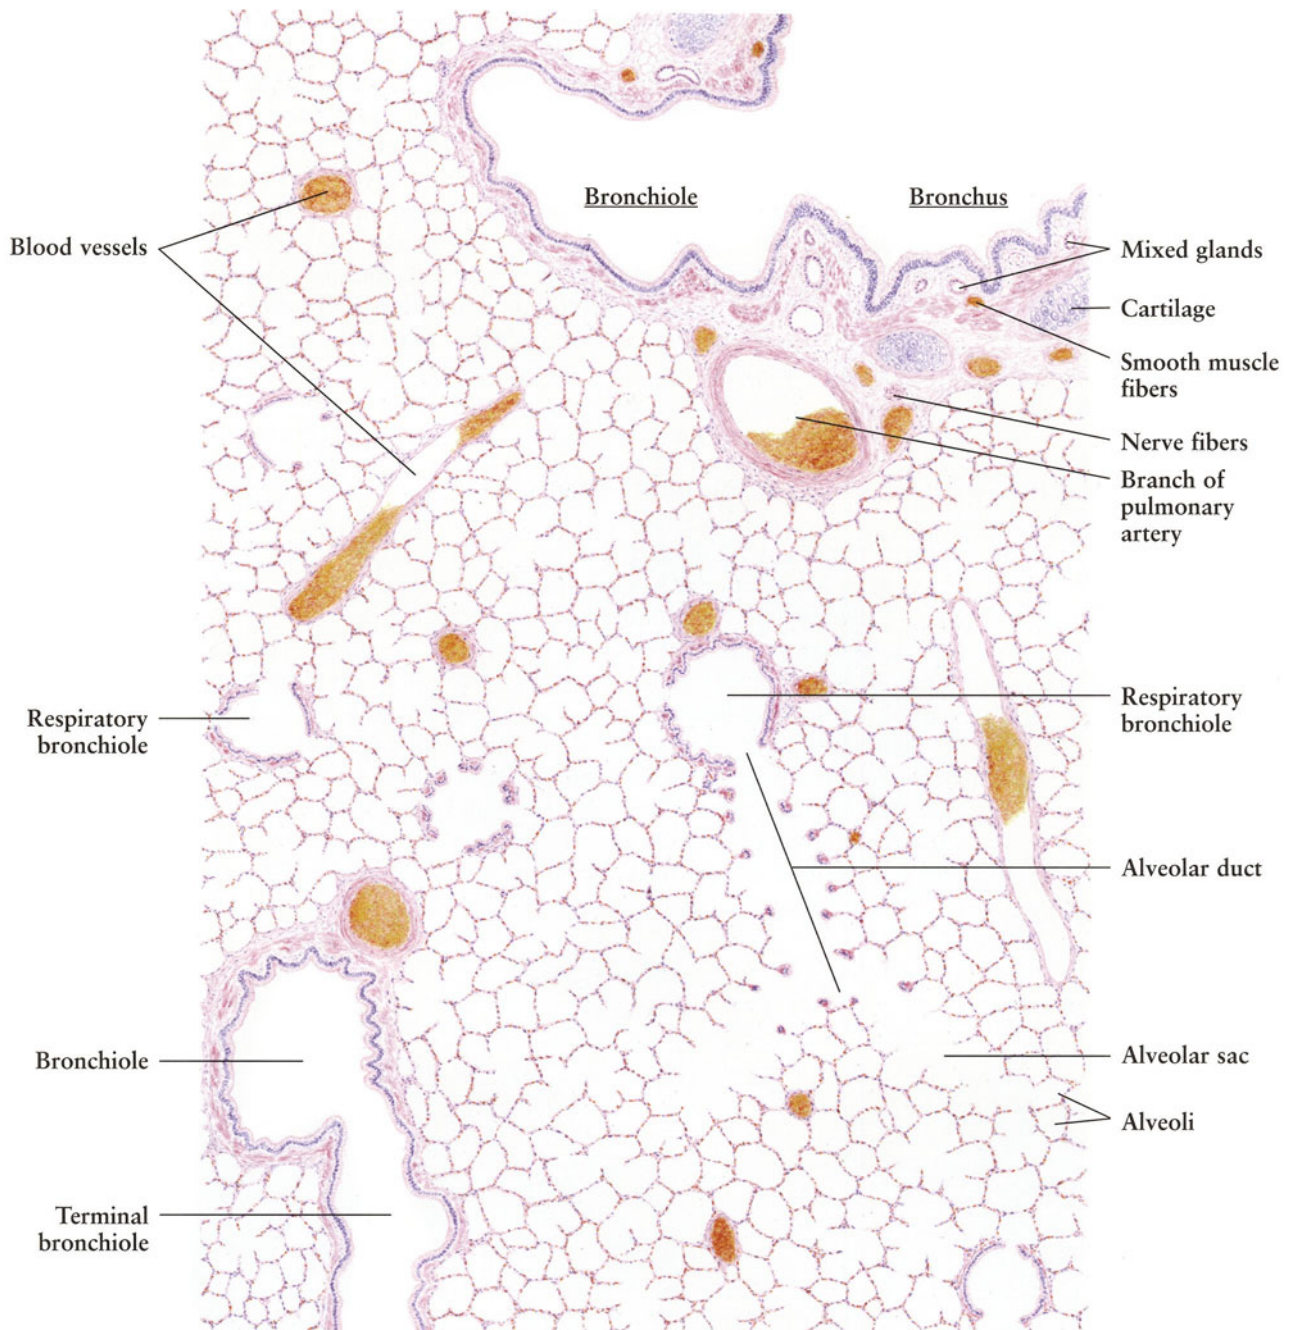 Bronchiole
Bronchus
Blood vessels
Mixed glands
Cartilage
Smooth muscle
fibers
Nerve fibers
Branch of
pulmonary
artery
Respiratory
bronchiole
Respiratory
bronchiole
Alveolar duct
Bronchiole
Alveolar sac
Alveoli
Terminal
bronchiole